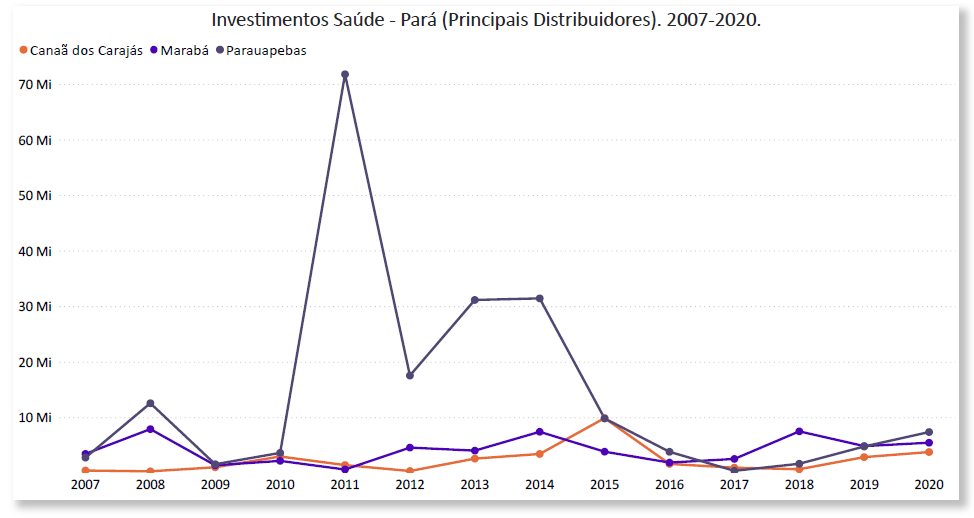 Investimentos Saúde - Pará (Principais Distribuidores). 2007-2020.
Canaã dos Carajás Marabá Parauapebas
70 Mi
60 Mi
50 Mi
40 Mi
30 Mi
20 Mi
10 Mi
2007 2008 2009 2010 2011 2012 2013 2014 2015 2016 2017 2018 2019 2020